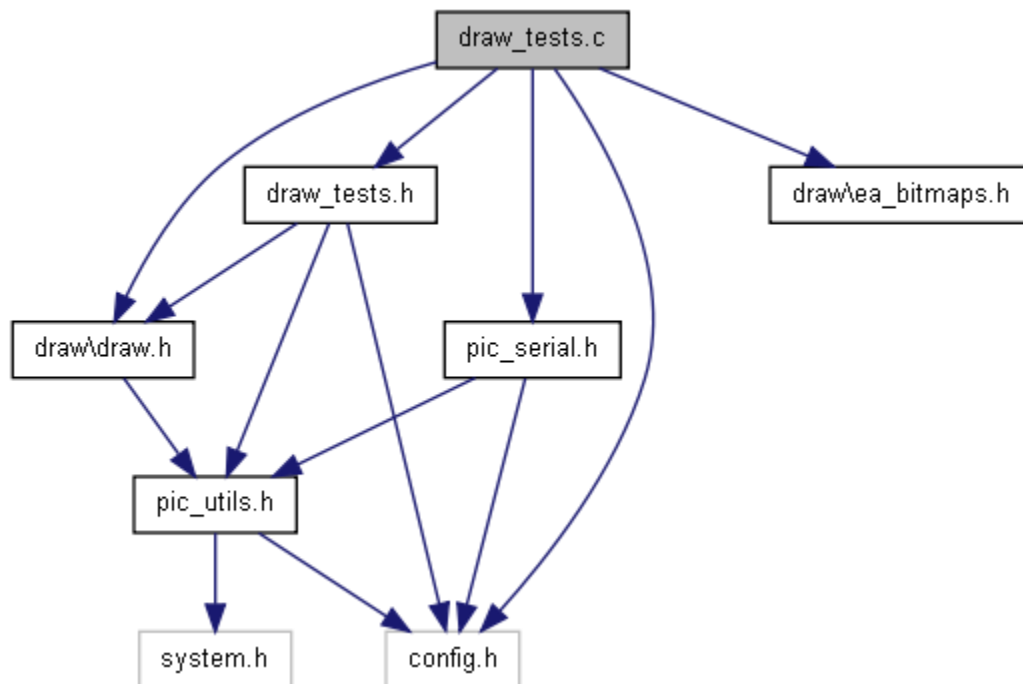 draw_tests.c
draw_tests.h
draw\ea_bitmaps.h
draw\draw.h
pic_serial.h
pic_utils.h
system.h
config.h